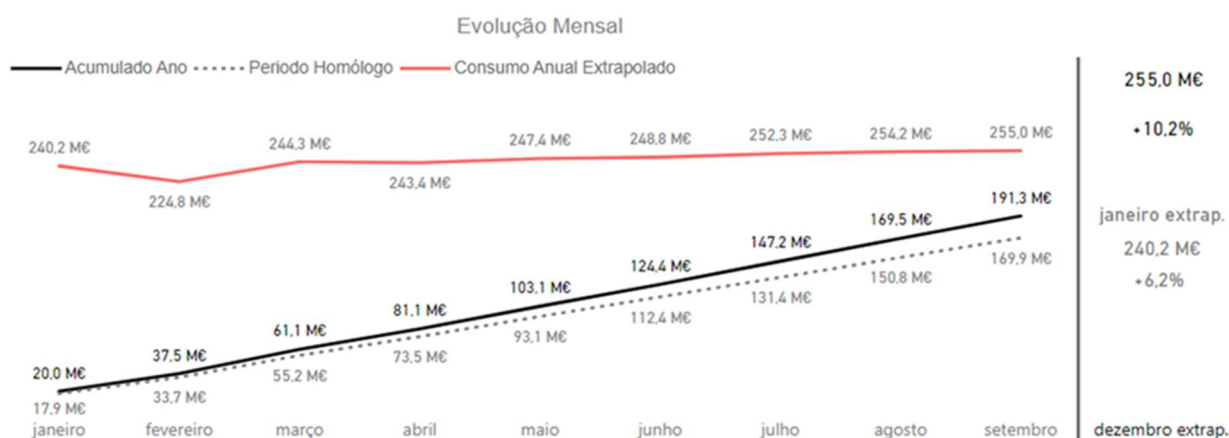 Evolução Mensal
Acumulado Ano Periodo Homólogo Consumo Anual Extrapolado
240,2 M€ 224,8 M€ 244,3 M€ 243,4 M€ 247,4 M€ 248,8 M€ 252,3 M€ 254,2 M€ 255,0 M€
20,0 M€ 37,5 M€ 61,1 M€ 81,1 M€ 103,1 M€ 124,4 M€ 147,2 M€ 169,5 M€ 191,3 M€
17,9 M€ 33,7 M€ 55,2 M€ 73,5 M€ 93,1 M€ 112,4 M€ 131,4 M€ 150,8 M€ 169,9 M€
janeiro fevereiro março abril maio junho julho agosto setembro
255,0 M€
+10,2%
janeiro extrap.
240,2 M€
+6,2%
dezembro extrap.